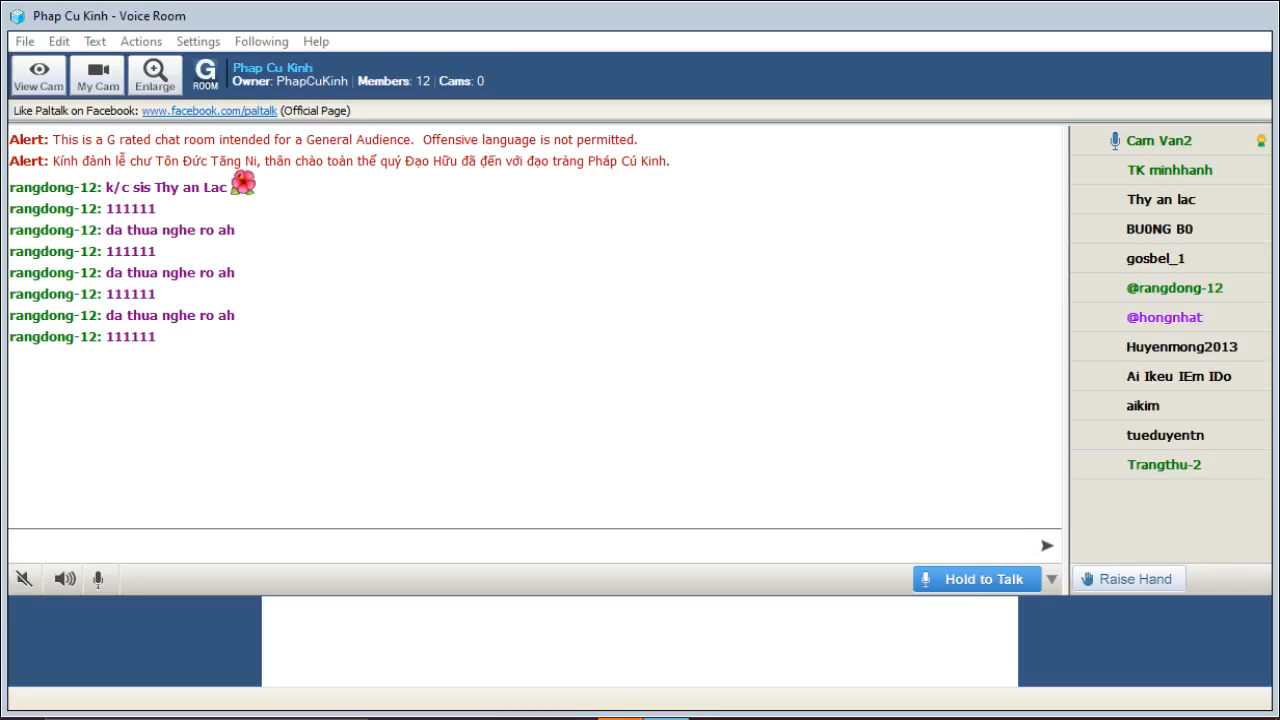 Phap Cu Kinh - Voice Room
File Edit Text Actions Settings Following Help
View Cam My Cam Enlarge G ROOM
Phap Cu Kinh
Owner: PhapCuKinh | Members: 12 | Cams: 0
Like Paltalk on Facebook: www.facebook.com/paltalk (Official Page)
Alert: This is a G rated chat room intended for a General Audience. Offensive language is not permitted.
Alert: Kính đảnh lễ chư Tôn Đức Tăng Ni, thân chào toàn thể quý Đạo Hữu đã đến với đạo tràng Pháp Cú Kinh.
rangdong-12: k/c sis Thy an Lac
rangdong-12: 111111
rangdong-12: da thua nghe ro ah
rangdong-12: 111111
rangdong-12: da thua nghe ro ah
rangdong-12: 111111
rangdong-12: da thua nghe ro ah
rangdong-12: 111111
Cam Van2
TK minhhanh
Thy an lac
BU0NG B0
gosbel_1
@rangdong-12
@hongnhat
Huyenmong2013
Ai Ikeu IEm IDo
aikim
tueduyentn
Trangthu-2
Hold to Talk
Raise Hand